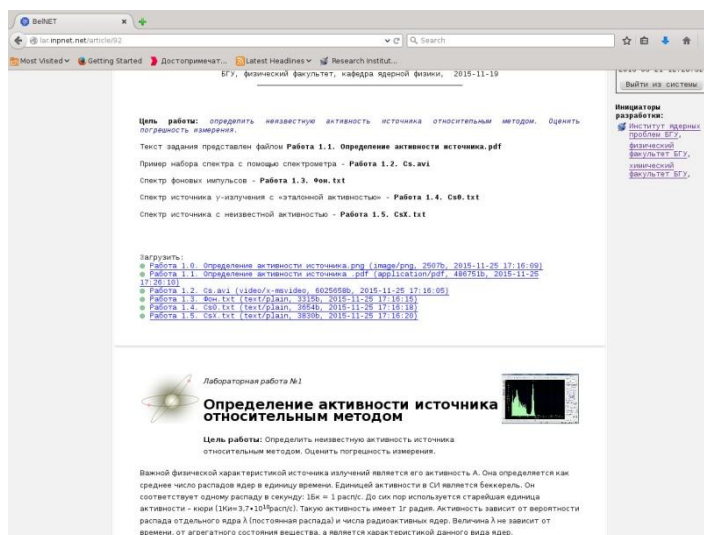 BelNET
lar.inpnet.net/article/92
Search
Most Visited
Getting Started
Достопримечат...
Latest Headlines
Research institut...
БГУ, физический факультет, кафедра ядерной физики, 2015-11-19
Выйти из системы
Инициаторы
разработки:
Институт ядерных
проблем БГУ,
физический
факультет БГУ,
химический
факультет БГУ,
Цель работы: определить неизвестную активность источника относительным методом. Оценить
погрешность измерения.
Текст задания представлен файлом Работа 1.1. Определение активности источника.pdf
Пример набора спектра с помощью спектрометра - Работа 1.2. Cs.avi
Спектр фоновых импульсов - Работа 1.3. Фон.txt
Спектр источника γ-излучения с «эталонной активностью» - Работа 1.4. Cs0.txt
Спектр источника с неизвестной активностью - Работа 1.5. CsX.txt
Загрузить:
Работа 1.0. Определение активности источника.png (image/png, 2507b, 2015-11-25 17:16:09)
Работа 1.1. Определение активности источника .pdf (application/pdf, 486751b, 2015-11-25
17:26:10)
Работа 1.2. Cs.avi (video/x-msvideo, 6025658b, 2015-11-25 17:16:05)
Работа 1.3. Фон.txt (text/plain, 3315b, 2015-11-25 17:16:15)
Работа 1.4. Cs0.txt (text/plain, 3654b, 2015-11-25 17:16:18)
Работа 1.5. CsX.txt (text/plain, 3830b, 2015-11-25 17:16:20)
Лабораторная работа №1
Определение активности источника
относительным методом
Цель работы: Определить неизвестную активность источника
относительным методом. Оценить погрешность измерения.
Важной физической характеристикой источника излучений является его активность A. Она определяется как
среднее число распадов ядер в единицу времени. Единицей активности в СИ является беккерель. Он
соответствует одному распаду в секунду: 1Бк = 1 расп/с. До сих пор используется старейшая единица
активности – кюри (1Ки=3,7•10¹⁰расп/с). Такую активность имеет 1г радия. Активность зависит от вероятности
распада отдельного ядра λ (постоянная распада) и числа радиоактивных ядер. Величина λ не зависит от
времени, от агрегатного состояния вещества, а является характеристикой данного вида ядер.